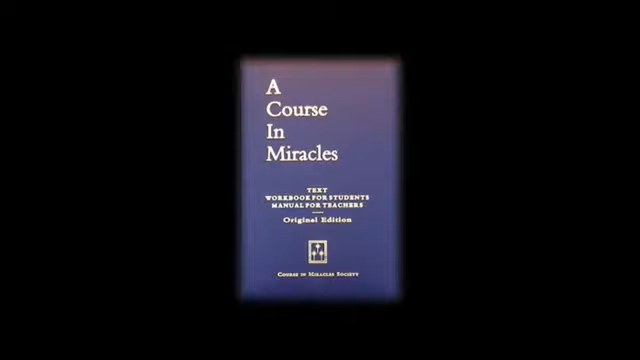 A
Course
In
Miracles
TEXT
WORKBOOK FOR STUDENTS
MANUAL FOR TEACHERS
Original Edition
COURSE IN MIRACLES SOCIETY